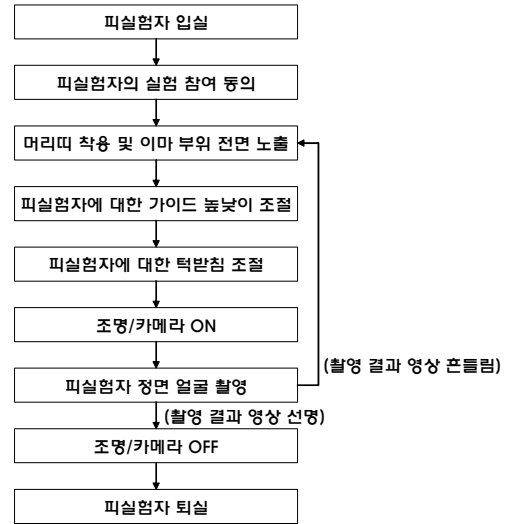 피실험자 입실
피실험자의 실험 참여 동의
머리띠 착용 및 이마 부위 전면 노출
피실험자에 대한 가이드 높낮이 조절
피실험자에 대한 턱받침 조절
조명/카메라 ON
(촬영 결과 영상 흔들림)
피실험자 정면 얼굴 촬영
(촬영 결과 영상 선명)
조명/카메라 OFF
피실험자 퇴실